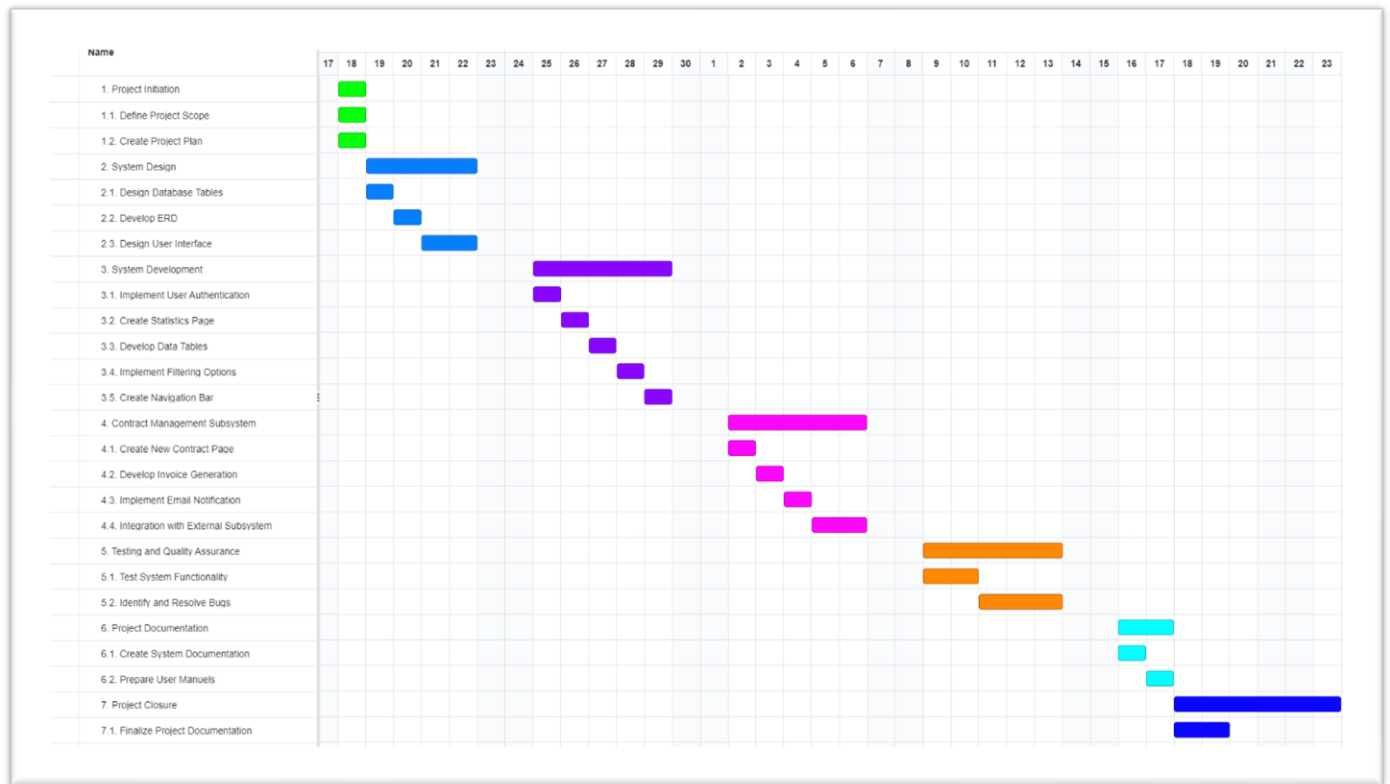 Name
17 18 19 20 21 22 23 24 25 26 27 28 29 30 1 2 3 4 5 6 7 8 9 10 11 12 13 14 15 16 17 18 19 20 21 22 23
1. Project Initiation
1.1. Define Project Scope
1.2. Create Project Plan
2. System Design
2.1. Design Database Tables
2.2. Develop ERD
2.3. Design User Interface
3. System Development
3.1. Implement User Authentication
3.2. Create Statistics Page
3.3. Develop Data Tables
3.4. Implement Filtering Options
3.5. Create Navigation Bar
4. Contract Management Subsystem
4.1. Create New Contract Page
4.2. Develop Invoice Generation
4.3. Implement Email Notification
4.4. Integration with External Subsystem
5. Testing and Quality Assurance
5.1. Test System Functionality
5.2. Identify and Resolve Bugs
6. Project Documentation
6.1. Create System Documentation
6.2. Prepare User Manuels
7. Project Closure
7.1. Finalize Project Documentation